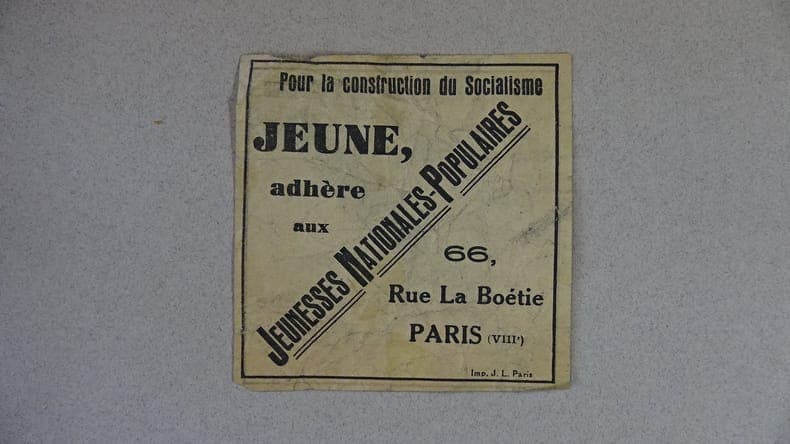 Pour la construction du Socialisme
JEUNE,
adhère
aux
JEUNESSES NATIONALES-POPULAIRES
66,
Rue La Boétie
PARIS (VIIIᵉ)
Imp. J. L. Paris